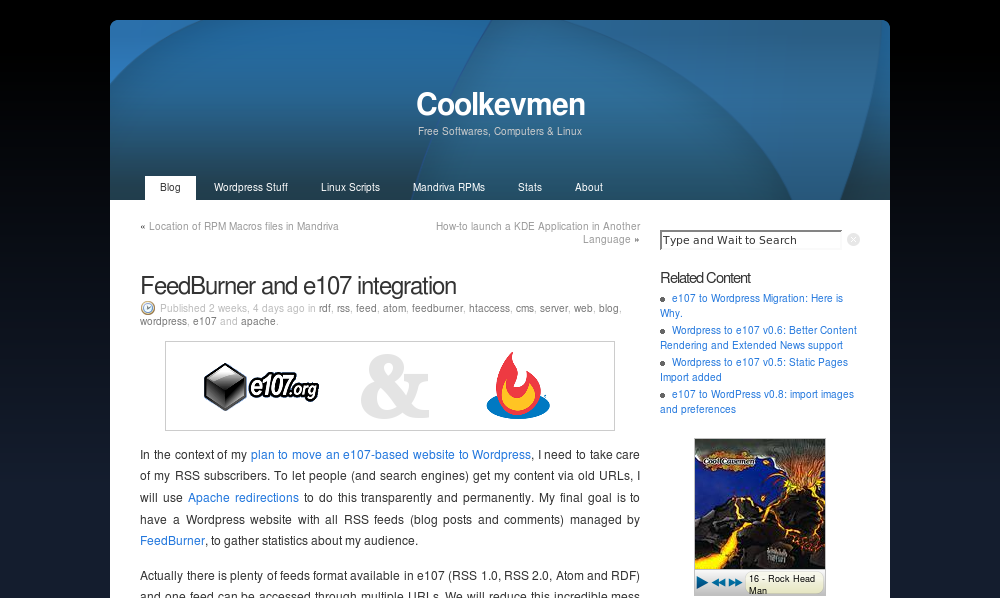 Coolkevmen
Free Softwares, Computers & Linux
Blog Wordpress Stuff Linux Scripts Mandriva RPMs Stats About
« Location of RPM Macros files in Mandriva
How-to launch a KDE Application in Another
Language »
FeedBurner and e107 integration
Published 2 weeks, 4 days ago in rdf, rss, feed, atom, feedburner, htaccess, cms, server, web, blog,
wordpress, e107 and apache.
e107.org & 
In the context of my plan to move an e107-based website to Wordpress, I need to take care
of my RSS subscribers. To let people (and search engines) get my content via old URLs, I
will use Apache redirections to do this transparently and permanently. My final goal is to
have a Wordpress website with all RSS feeds (blog posts and comments) managed by
FeedBurner, to gather statistics about my audience.
Actually there is plenty of feeds format available in e107 (RSS 1.0, RSS 2.0, Atom and RDF)
and one feed can be accessed through multiple URLs. We will reduce this incredible mess
Type and Wait to Search
Related Content
e107 to Wordpress Migration: Here is
Why.
Wordpress to e107 v0.6: Better Content
Rendering and Extended News support
Wordpress to e107 v0.5: Static Pages
Import added
e107 to WordPress v0.8: import images
and preferences
Cool Cavemen
16 - Rock Head
Man